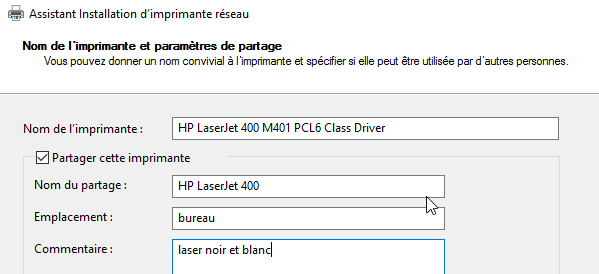 Assistant Installation d'imprimante réseau
Nom de l'imprimante et paramètres de partage
Vous pouvez donner un nom convivial à l'imprimante et spécifier si elle peut être utilisée par d'autres personnes.
Nom de l'imprimante : HP LaserJet 400 M401 PCL6 Class Driver
Partager cette imprimante
Nom du partage : HP LaserJet 400
Emplacement : bureau
Commentaire : laser noir et blanc